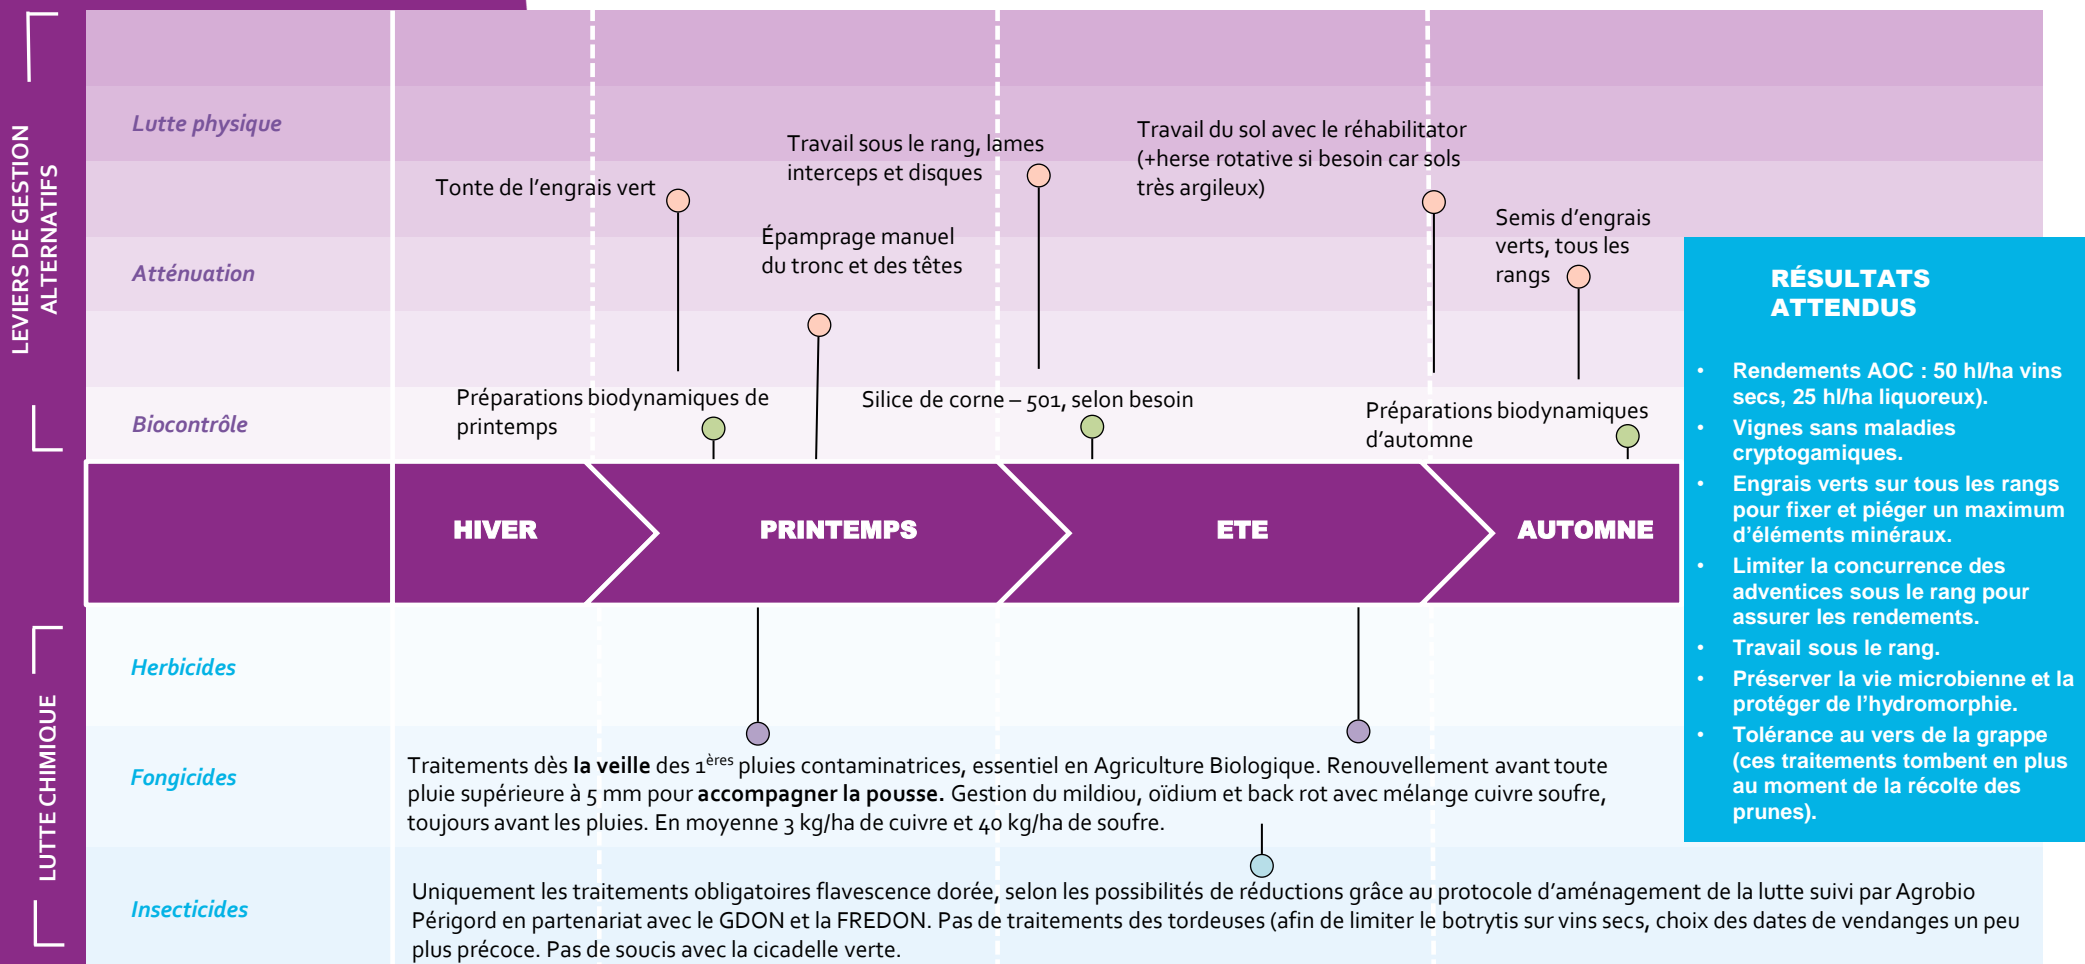 LEVIERS DE GESTION
ALTERNATIFS
Lutte physique
Atténuation
Biocontrôle
Tonte de l’engrais vert
Travail sous le rang, lames
interceps et disques
Épamprage manuel
du tronc et des têtes
Travail du sol avec le réhabilitator
(+herse rotative si besoin car sols
très argileux)
Semis d’engrais
verts, tous les
rangs
Préparations biodynamiques de
printemps
Silice de corne – 501, selon besoin
Préparations biodynamiques
d’automne
HIVER
PRINTEMPS
ETE
AUTOMNE
LUTTE CHIMIQUE
Herbicides
Fongicides
Traitements dès la veille des 1ères pluies contaminatrices, essentiel en Agriculture Biologique. Renouvellement avant toute
pluie supérieure à 5 mm pour accompagner la pousse. Gestion du mildiou, oïdium et back rot avec mélange cuivre soufre,
toujours avant les pluies. En moyenne 3 kg/ha de cuivre et 40 kg/ha de soufre.
Insecticides
Uniquement les traitements obligatoires flavescence dorée, selon les possibilités de réductions grâce au protocole d’aménagement de la lutte suivi par Agrobio
Périgord en partenariat avec le GDON et la FREDON. Pas de traitements des tordeuses (afin de limiter le botrytis sur vins secs, choix des dates de vendanges un peu
plus précoce. Pas de soucis avec la cicadelle verte.
RÉSULTATS
ATTENDUS
• Rendements AOC : 50 hl/ha vins
secs, 25 hl/ha liquoreux).
• Vignes sans maladies
cryptogamiques.
• Engrais verts sur tous les rangs
pour fixer et piéger un maximum
d’éléments minéraux.
• Limiter la concurrence des
adventices sous le rang pour
assurer les rendements.
• Travail sous le rang.
• Préserver la vie microbienne et la
protéger de l’hydromorphie.
• Tolérance au vers de la grappe
(ces traitements tombent en plus
au moment de la récolte des
prunes).